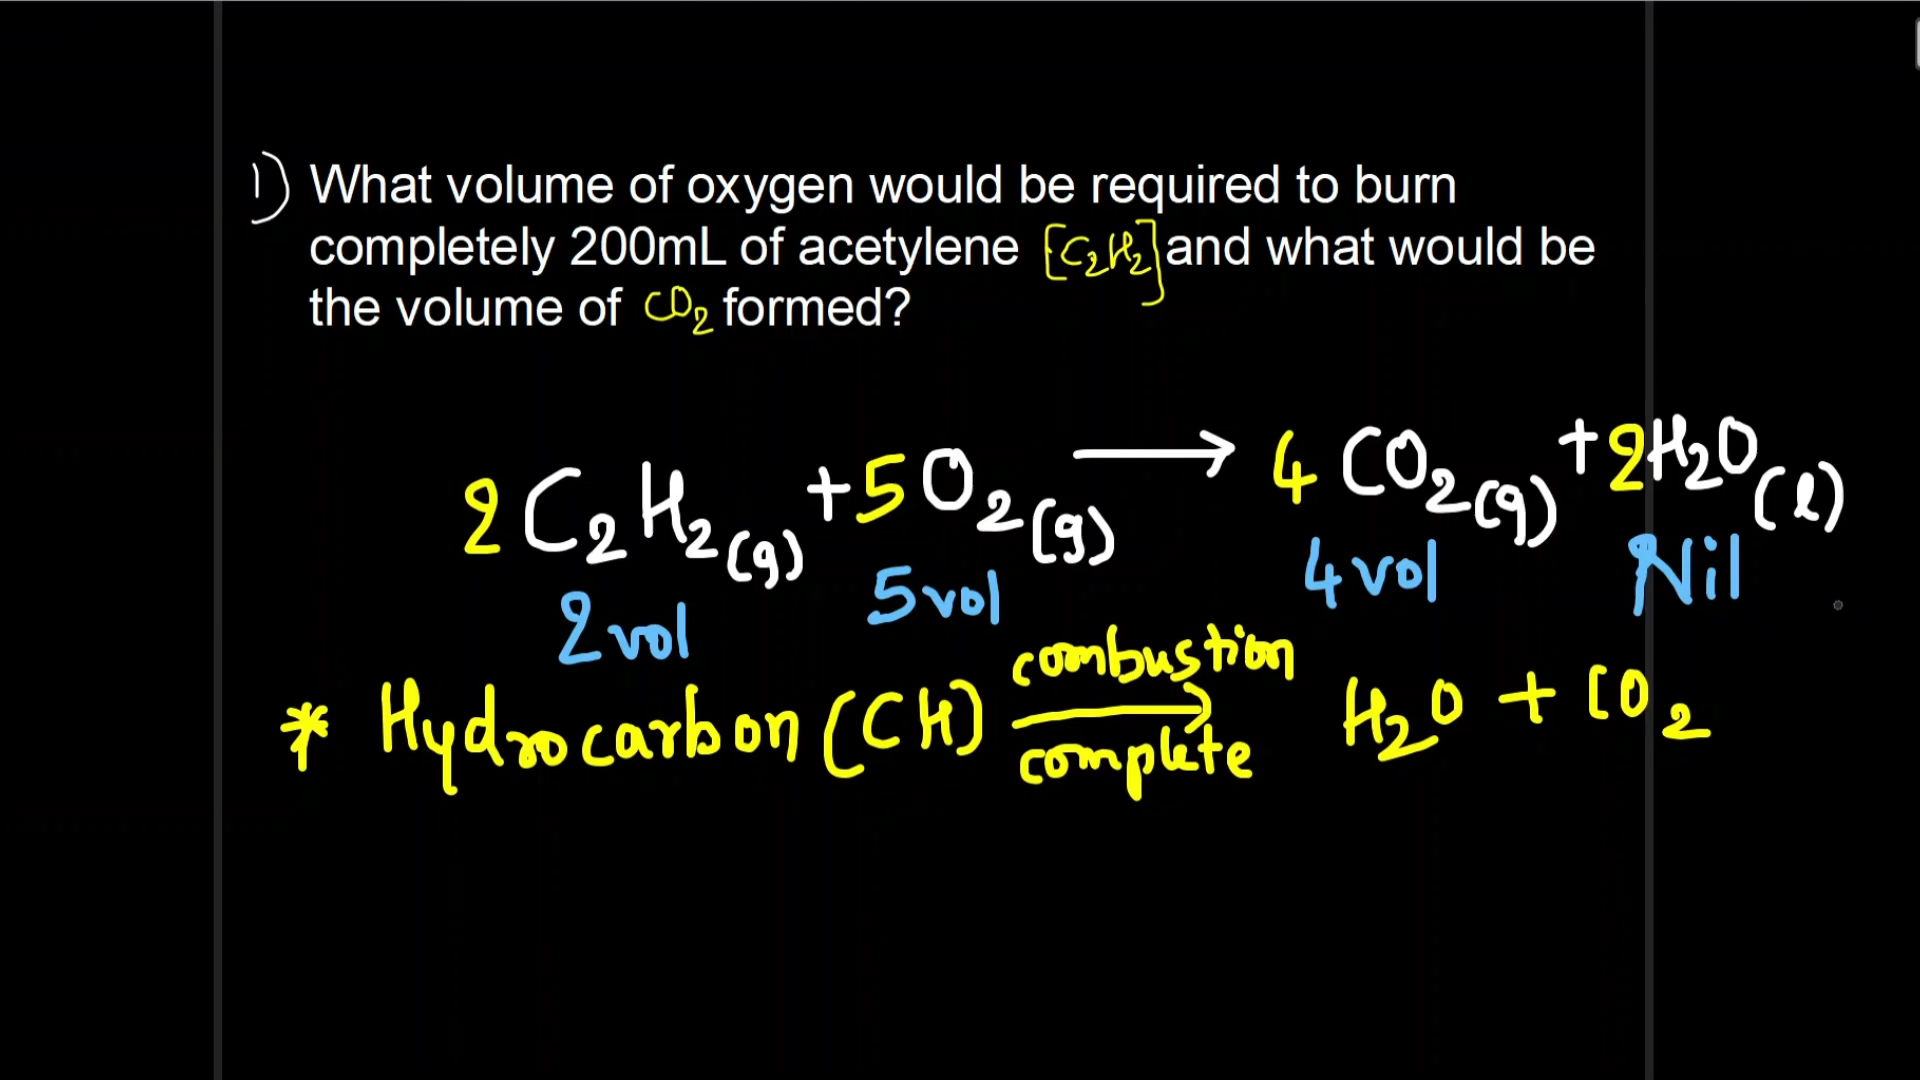 1) What volume of oxygen would be required to burn
completely 200mL of acetylene [C₂H₂] and what would be
the volume of CO₂ formed?
2C₂H₂(g) + 5O₂(g) → 4CO₂(g) + 2H₂O(l)
2vol 5vol 4vol Nil
combustion
* Hydrocarbon (CH) → H₂O + CO₂
complete